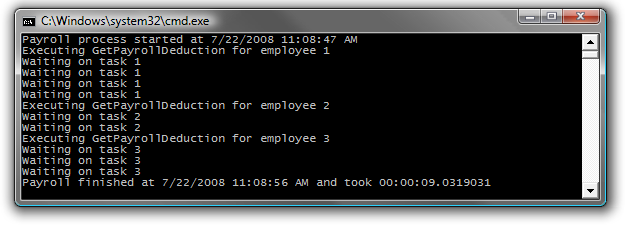 C:\Windows\system32\cmd.exe
Payroll process started at 7/22/2008 11:08:47 AM
Executing GetPayrollDeduction for employee 1
Waiting on task 1
Waiting on task 1
Waiting on task 1
Waiting on task 1
Executing GetPayrollDeduction for employee 2
Waiting on task 2
Waiting on task 2
Executing GetPayrollDeduction for employee 3
Waiting on task 3
Waiting on task 3
Waiting on task 3
Payroll finished at 7/22/2008 11:08:56 AM and took 00:00:09.0319031